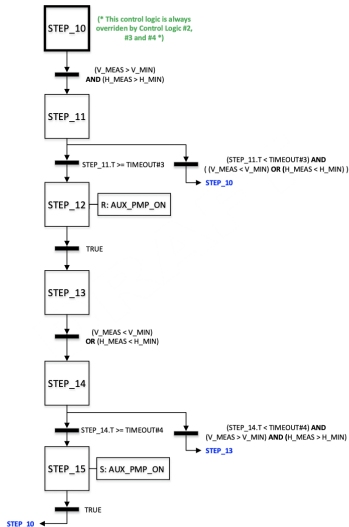 STEP_10
(* This control logic is always
overriden by Control Logic #2,
#3 and #4 *)
(V_MEAS > V_MIN)
AND (H_MEAS > H_MIN)
STEP_11
STEP_11.T >= TIMEOUT#3
(STEP_11.T < TIMEOUT#3) AND
( (V_MEAS < V_MIN) OR (H_MEAS < H_MIN) )
STEP_10
STEP_12
R: AUX_PMP_ON
TRUE
STEP_13
(V_MEAS < V_MIN)
OR (H_MEAS < H_MIN)
STEP_14
STEP_14.T >= TIMEOUT#4
(STEP_14.T < TIMEOUT#4) AND
(V_MEAS > V_MIN) AND (H_MEAS > H_MIN)
STEP_13
STEP_15
S: AUX_PMP_ON
TRUE
STEP_10